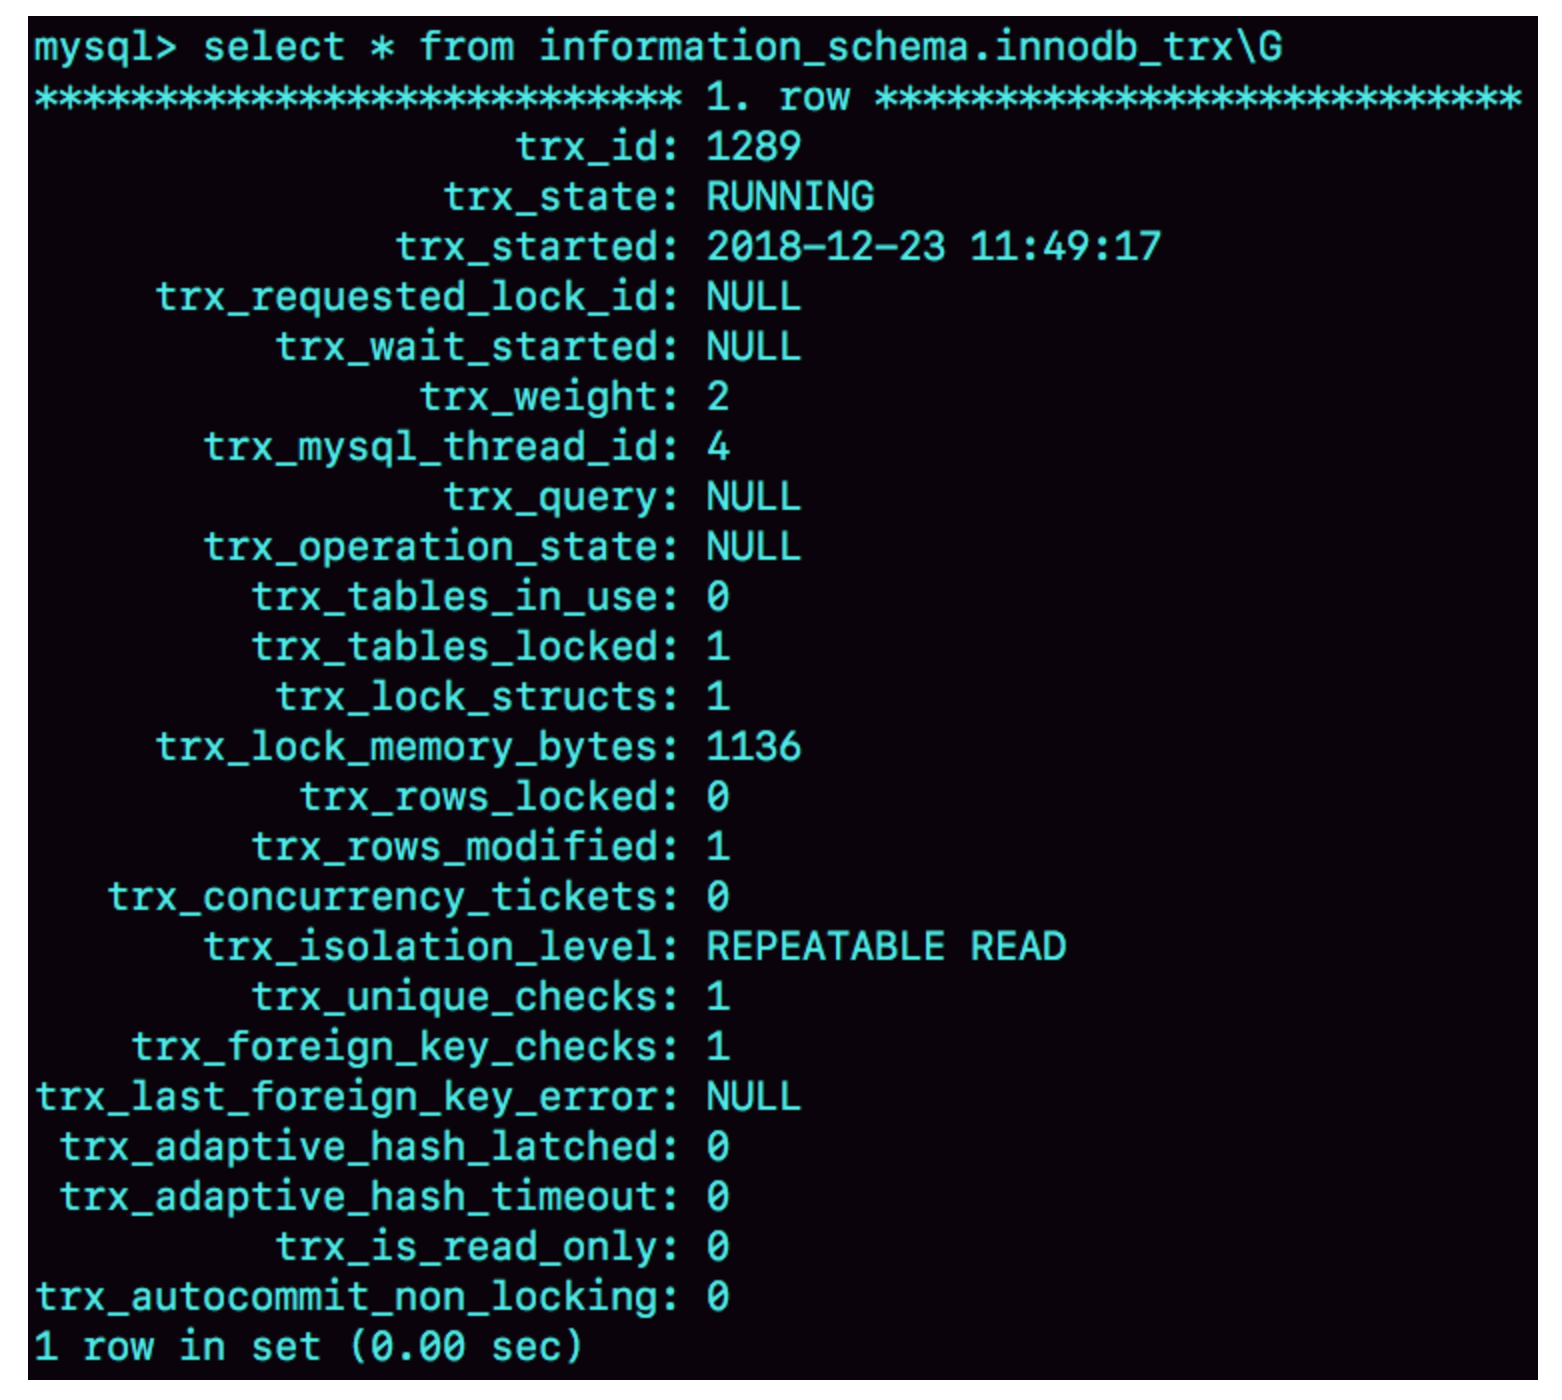 mysql> select * from information_schema.innodb_trx\G
*************************** 1. row ***************************
trx_id: 1289
trx_state: RUNNING
trx_started: 2018-12-23 11:49:17
trx_requested_lock_id: NULL
trx_wait_started: NULL
trx_weight: 2
trx_mysql_thread_id: 4
trx_query: NULL
trx_operation_state: NULL
trx_tables_in_use: 0
trx_tables_locked: 1
trx_lock_structs: 1
trx_lock_memory_bytes: 1136
trx_rows_locked: 0
trx_rows_modified: 1
trx_concurrency_tickets: 0
trx_isolation_level: REPEATABLE READ
trx_unique_checks: 1
trx_foreign_key_checks: 1
trx_last_foreign_key_error: NULL
trx_adaptive_hash_latched: 0
trx_adaptive_hash_timeout: 0
trx_is_read_only: 0
trx_autocommit_non_locking: 0
1 row in set (0.00 sec)